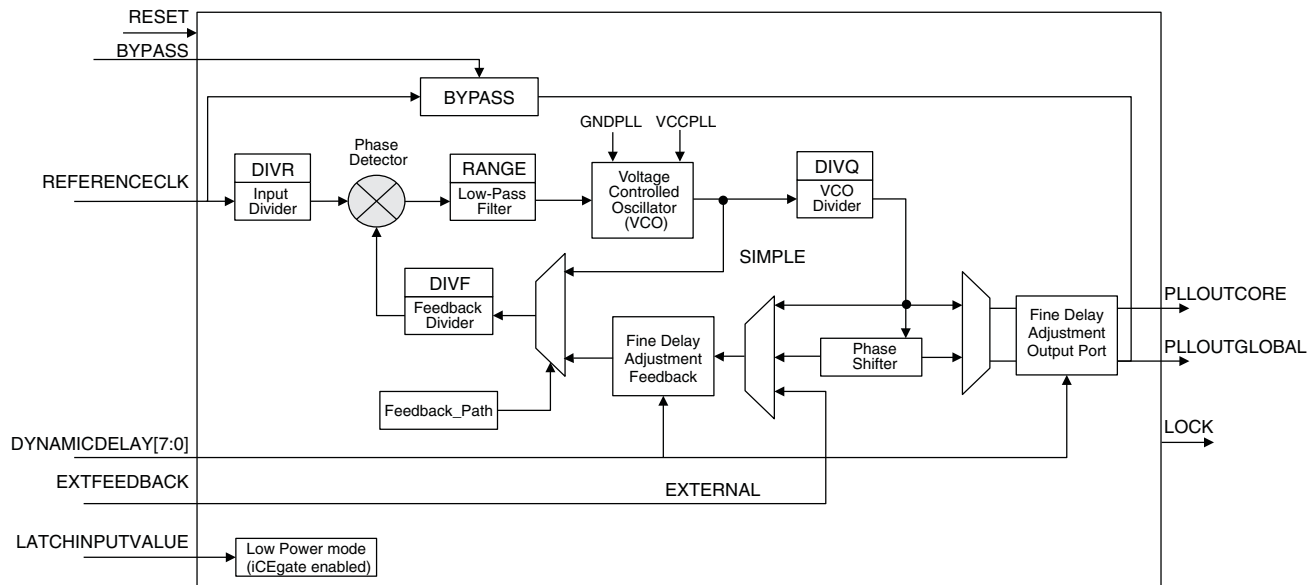 RESET
BYPASS
BYPASS
GNDPLL
VCCPLL
Phase
Detector
DIVR
Input
Divider
RANGE
Low-Pass
Filter
Voltage
Controlled
Oscillator
(VCO)
DIVQ
VCO
Divider
REFERENCECLK
SIMPLE
DIVF
Feedback
Divider
Fine Delay
Adjustment
Feedback
Phase
Shifter
Fine Delay
Adjustment
Output Port
PLLOUTCORE
PLLOUTGLOBAL
Feedback_Path
LOCK
DYNAMICDELAY[7:0]
EXTFEEDBACK
EXTERNAL
LATCHINPUTVALUE
Low Power mode
(iCEgate enabled)